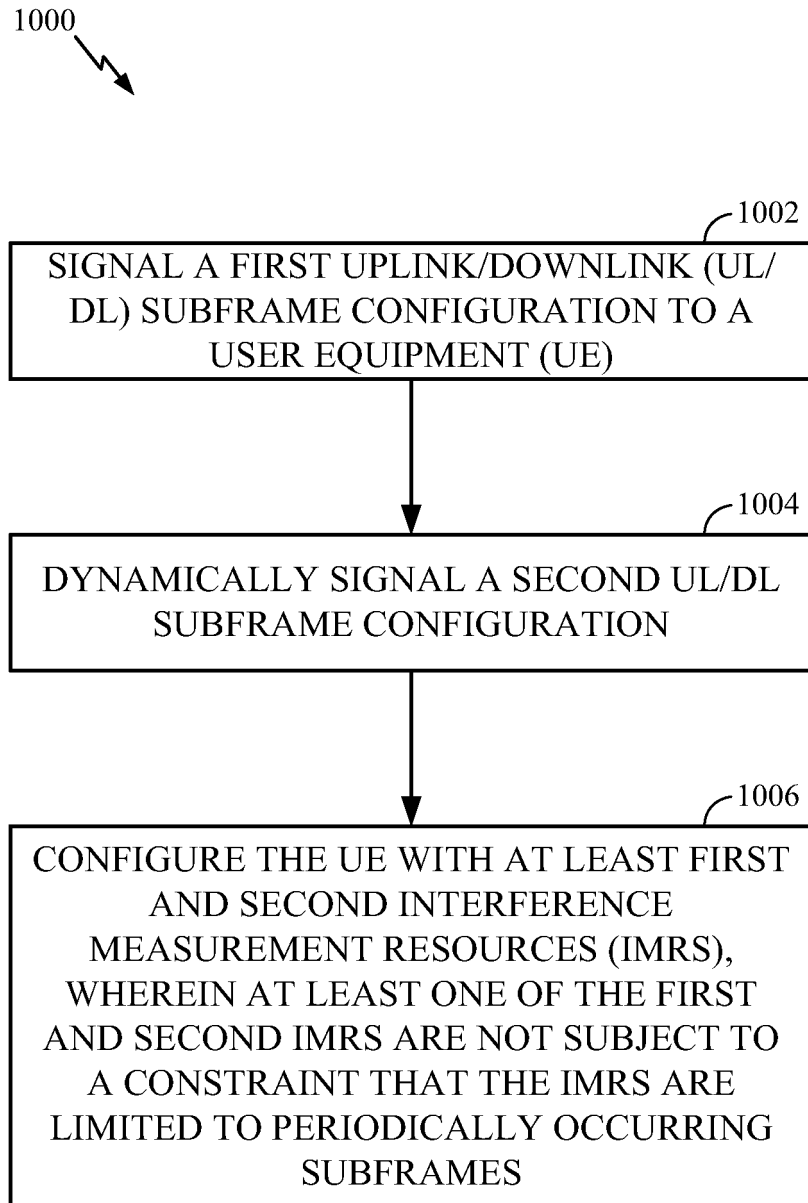 1000
1002
SIGNAL A FIRST UPLINK/DOWNLINK (UL/
DL) SUBFRAME CONFIGURATION TO A
USER EQUIPMENT (UE)
1004
DYNAMICALLY SIGNAL A SECOND UL/DL
SUBFRAME CONFIGURATION
1006
CONFIGURE THE UE WITH AT LEAST FIRST
AND SECOND INTERFERENCE
MEASUREMENT RESOURCES (IMRS),
WHEREIN AT LEAST ONE OF THE FIRST
AND SECOND IMRS ARE NOT SUBJECT TO
A CONSTRAINT THAT THE IMRS ARE
LIMITED TO PERIODICALLY OCCURRING
SUBFRAMES